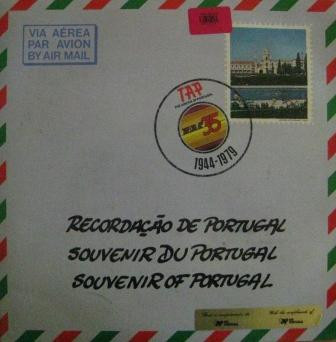 VIA AÉREA
PAR AVION
BY AIR MAIL
TAP
35
1944-1979
RECORDAÇÃO DE PORTUGAL
SOUVENIR DU PORTUGAL
SOUVENIR OF PORTUGAL